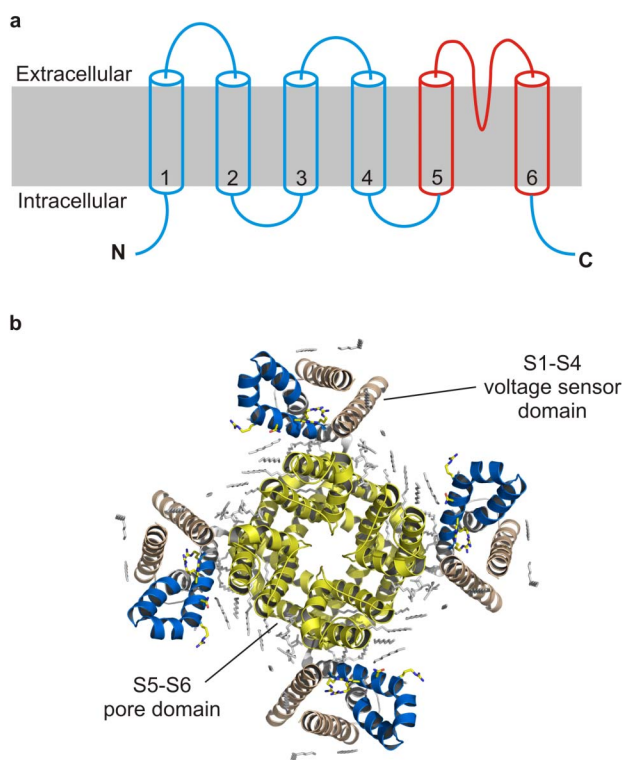 a
Extracellular
1 2 3 4 5 6
Intracellular
N
C
b
S1-S4
voltage sensor
domain
S5-S6
pore domain